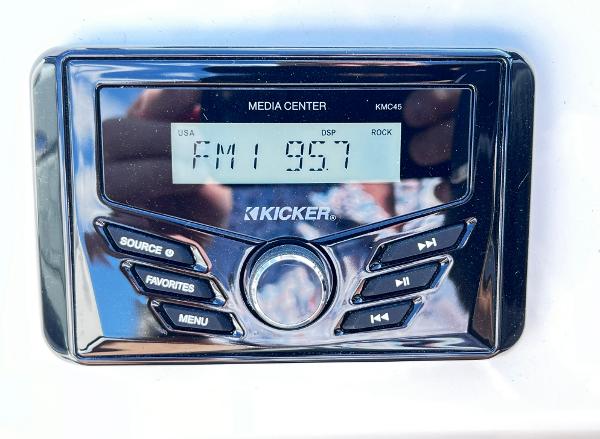 MEDIA CENTER KMC45
USA DSP ROCK
FM1 95.7
KICKER®
SOURCE
FAVORITES
MENU